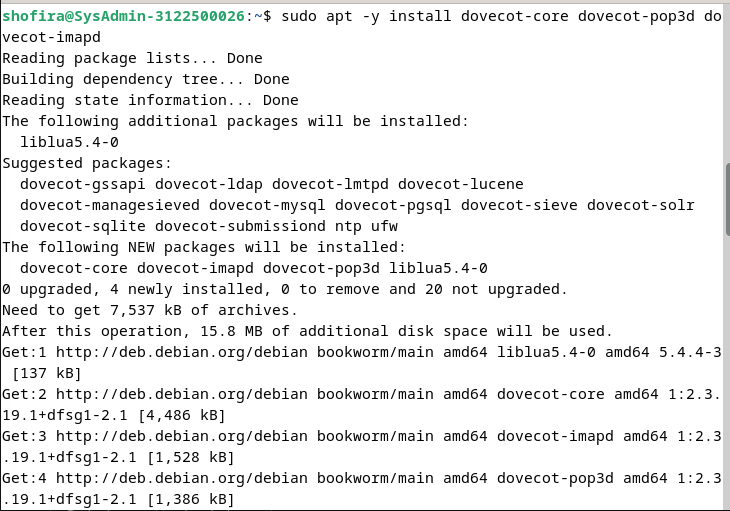 shofira@SysAdmin-3122500026:~$ sudo apt -y install dovecot-core dovecot-pop3d do
vecot-imapd
Reading package lists... Done
Building dependency tree... Done
Reading state information... Done
The following additional packages will be installed:
  liblua5.4-0
Suggested packages:
  dovecot-gssapi dovecot-ldap dovecot-lmtpd dovecot-lucene
  dovecot-managesieved dovecot-mysql dovecot-pgsql dovecot-sieve dovecot-solr
  dovecot-sqlite dovecot-submissiond ntp ufw
The following NEW packages will be installed:
  dovecot-core dovecot-imapd dovecot-pop3d liblua5.4-0
0 upgraded, 4 newly installed, 0 to remove and 20 not upgraded.
Need to get 7,537 kB of archives.
After this operation, 15.8 MB of additional disk space will be used.
Get:1 http://deb.debian.org/debian bookworm/main amd64 liblua5.4-0 amd64 5.4.4-3
 [137 kB]
Get:2 http://deb.debian.org/debian bookworm/main amd64 dovecot-core amd64 1:2.3.
19.1+dfsg1-2.1 [4,486 kB]
Get:3 http://deb.debian.org/debian bookworm/main amd64 dovecot-imapd amd64 1:2.3
.19.1+dfsg1-2.1 [1,528 kB]
Get:4 http://deb.debian.org/debian bookworm/main amd64 dovecot-pop3d amd64 1:2.3
.19.1+dfsg1-2.1 [1,386 kB]